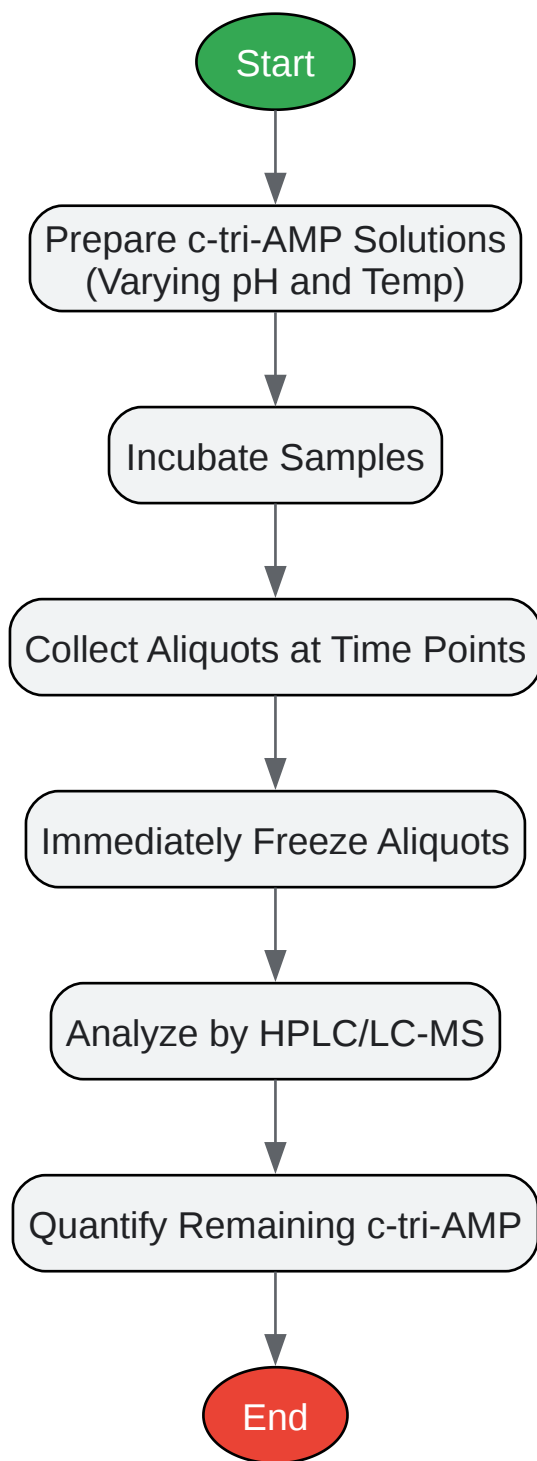 Start
Prepare c-tri-AMP Solutions
(Varying pH and Temp)
Incubate Samples
Collect Aliquots at Time Points
Immediately Freeze Aliquots
Analyze by HPLC/LC-MS
Quantify Remaining c-tri-AMP
End